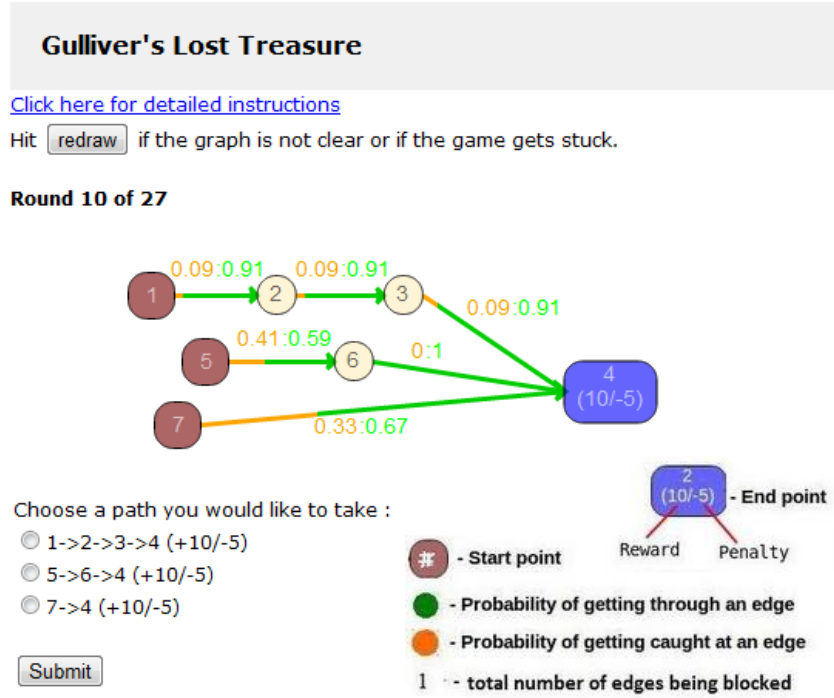 Gulliver's Lost Treasure
Click here for detailed instructions
Hit redraw if the graph is not clear or if the game gets stuck.
Round 10 of 27
0.09:0.91 0.09:0.91
1 2 3
0.09:0.91
0.41:0.59
5 6
0:1
4
(10/-5)
7
0.33:0.67
2
(10/-5) - End point
Reward Penalty
Choose a path you would like to take :
1->2->3->4 (+10/-5)
5->6->4 (+10/-5)
7->4 (+10/-5)
Submit
# - Start point
- Probability of getting through an edge
- Probability of getting caught at an edge
1 - total number of edges being blocked